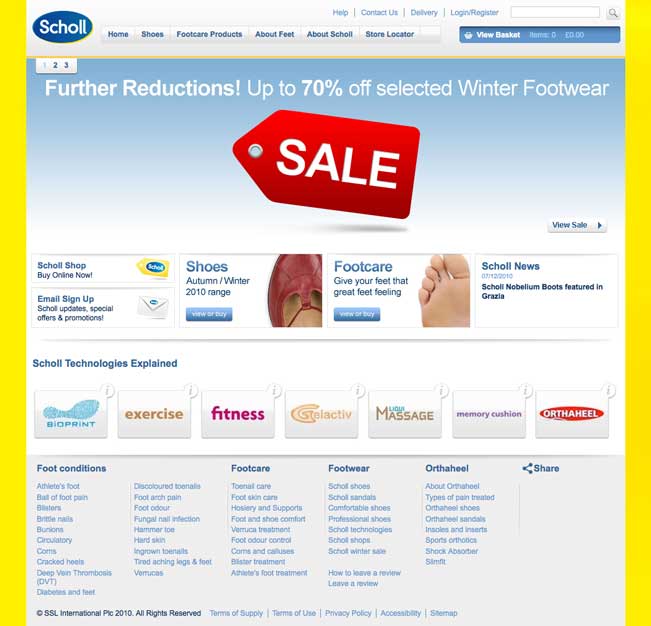 Help Contact Us Delivery Login/Register
Scholl
Home Shoes Footcare Products About Feet About Scholl Store Locator
View Basket Items: 0 £0.00
1 2 3
Further Reductions! Up to 70% off selected Winter Footwear
SALE
View Sale
Scholl Shop
Buy Online Now!
Scholl
Email Sign Up
Scholl updates, special
offers & promotions!
Shoes
Autumn / Winter
2010 range
view or buy
Footcare
Give your feet that
great feet feeling
view or buy
Scholl News
07/12/2010
Scholl Nobelium Boots featured in
Grazia
Scholl Technologies Explained
BIOPRINT
exercise
fitness
Gelactiv
LIQUI
MASSAGE
memory cushion
ORTHAHEEL
Foot conditions
Athlete's foot
Ball of foot pain
Blisters
Brittle nails
Bunions
Circulatory
Corns
Cracked heels
Deep Vein Thrombosis
(DVT)
Diabetes and feet
Discoloured toenails
Foot arch pain
Foot odour
Fungal nail infection
Hammer toe
Hard skin
Ingrown toenails
Tired aching legs & feet
Verrucas
Footcare
Toenail care
Foot skin care
Hosiery and Supports
Foot and shoe comfort
Verruca treatment
Foot odour control
Corns and calluses
Blister treatment
Athlete's foot treatment
Footwear
Scholl shoes
Scholl sandals
Comfortable shoes
Professional shoes
Scholl technologies
Scholl shops
Scholl winter sale
How to leave a review
Leave a review
Orthaheel
About Orthaheel
Types of pain treated
Orthaheel shoes
Orthaheel sandals
Insoles and inserts
Sports orthotics
Shock Absorber
Slimfit
Share
© SSL International Plc 2010. All Rights Reserved Terms of Supply Terms of Use Privacy Policy Accessibility Sitemap